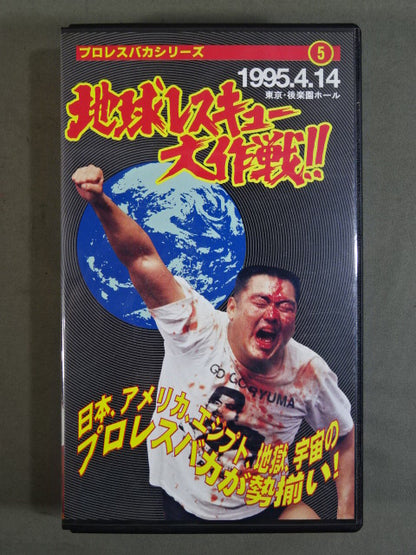 プロレスバカシリーズ 5
1995.4.14
東京・後楽園ホール
地球レスキュー
大作戦!!
GO GO RYUMA
日本、アメリカ、エジプト、地獄、宇宙の
プロレスバカが勢揃い!